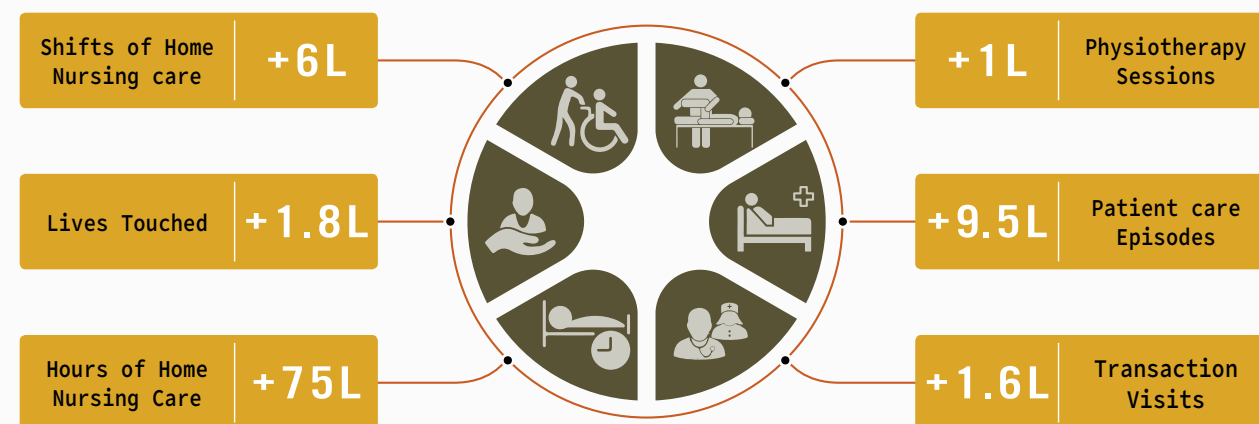 Shifts of Home
Nursing care
+6L
+1L
Physiotherapy
Sessions
Lives Touched
+1.8L
+9.5L
Patient care
Episodes
Hours of Home
Nursing Care
+75L
+1.6L
Transaction
Visits